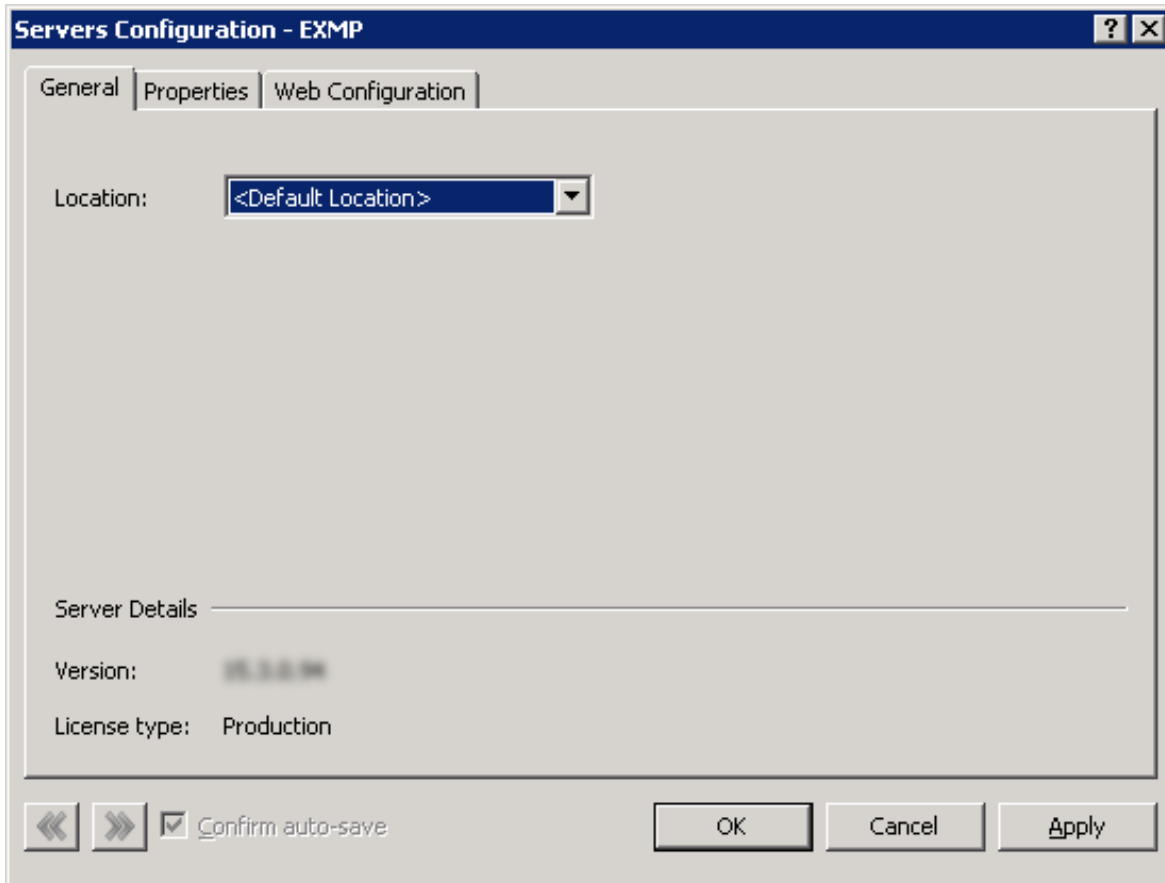 Servers Configuration - EXMP
General Properties Web Configuration
Location: <Default Location>
Server Details
Version:
License type: Production
Confirm auto-save OK Cancel Apply